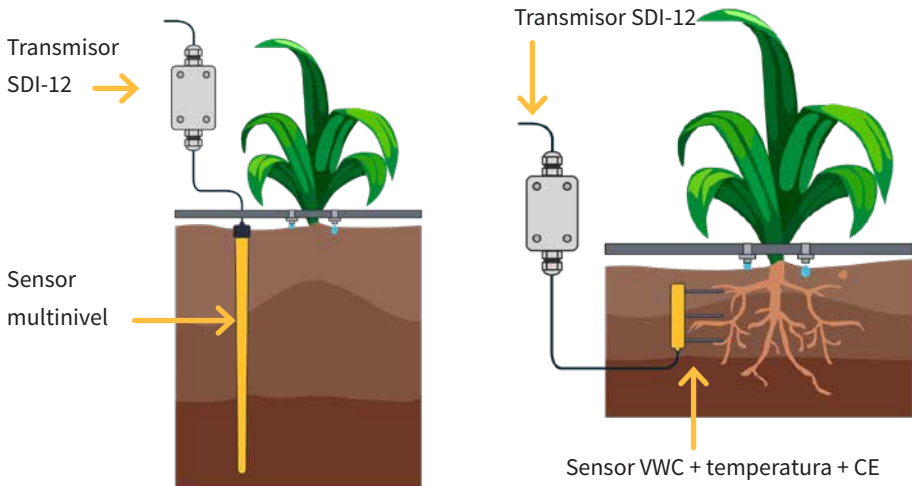 Transmisor
SDI-12
Sensor
multinivel
Transmisor SDI-12
Sensor VWC + temperatura + CE